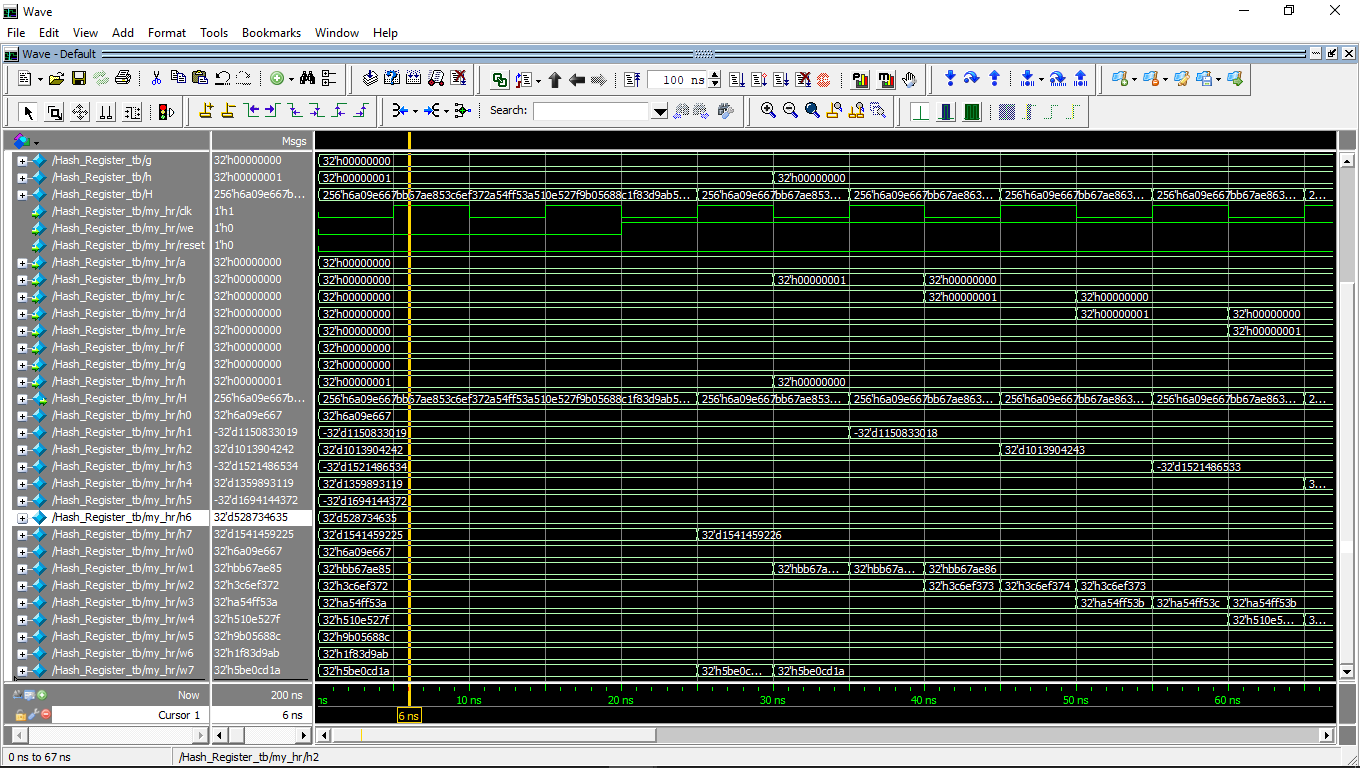 Wave
File Edit View Add Format Tools Bookmarks Window Help
Wave - Default
100 ns
Search:
Msgs
/Hash_Register_tb/g 32'h00000000 32'h00000000
/Hash_Register_tb/h 32'h00000001 32'h00000001 32'h00000000
/Hash_Register_tb/H 256'h6a09e667b... 256'h6a09e667bb67ae853c6ef372a54ff53a510e527f9b05688c1f83d9ab5... 256'h6a09e667bb67ae853... 256'h6a09e667bb67ae863... 256'h6a09e667bb67ae863... 256'h6a09e667bb67ae863... 2...
/Hash_Register_tb/my_hr/clk 1'h1
/Hash_Register_tb/my_hr/we 1'h0
/Hash_Register_tb/my_hr/reset 1'h0
/Hash_Register_tb/my_hr/a 32'h00000000 32'h00000000
/Hash_Register_tb/my_hr/b 32'h00000000 32'h00000000 32'h00000001 32'h00000000
/Hash_Register_tb/my_hr/c 32'h00000000 32'h00000000 32'h00000001 32'h00000000
/Hash_Register_tb/my_hr/d 32'h00000000 32'h00000000 32'h00000001 32'h00000000
/Hash_Register_tb/my_hr/e 32'h00000000 32'h00000000 32'h00000001
/Hash_Register_tb/my_hr/f 32'h00000000 32'h00000000
/Hash_Register_tb/my_hr/g 32'h00000000 32'h00000000
/Hash_Register_tb/my_hr/h 32'h00000001 32'h00000001 32'h00000000
/Hash_Register_tb/my_hr/H 256'h6a09e667b... 256'h6a09e667bb67ae853c6ef372a54ff53a510e527f9b05688c1f83d9ab5... 256'h6a09e667bb67ae853... 256'h6a09e667bb67ae863... 256'h6a09e667bb67ae863... 256'h6a09e667bb67ae863... 2...
/Hash_Register_tb/my_hr/h0 32'h6a09e667 32'h6a09e667
/Hash_Register_tb/my_hr/h1 -32'd1150833019 -32'd1150833019 -32'd1150833018
/Hash_Register_tb/my_hr/h2 32'd1013904242 32'd1013904242 32'd1013904243
/Hash_Register_tb/my_hr/h3 -32'd1521486534 -32'd1521486534 -32'd1521486533
/Hash_Register_tb/my_hr/h4 32'd1359893119 32'd1359893119 3...
/Hash_Register_tb/my_hr/h5 -32'd1694144372 -32'd1694144372
/Hash_Register_tb/my_hr/h6 32'd528734635 32'd528734635
/Hash_Register_tb/my_hr/h7 32'd1541459225 32'd1541459225 32'd1541459226
/Hash_Register_tb/my_hr/w0 32'h6a09e667 32'h6a09e667
/Hash_Register_tb/my_hr/w1 32'hbb67ae85 32'hbb67ae85 32'hbb67a... 32'hbb67a... 32'hbb67ae86
/Hash_Register_tb/my_hr/w2 32'h3c6ef372 32'h3c6ef372 32'h3c6ef373 32'h3c6ef374 32'h3c6ef373
/Hash_Register_tb/my_hr/w3 32'ha54ff53a 32'ha54ff53a 32'ha54ff53b 32'ha54ff53c 32'ha54ff53b
/Hash_Register_tb/my_hr/w4 32'h510e527f 32'h510e527f 32'h510e5... 3...
/Hash_Register_tb/my_hr/w5 32'h9b05688c 32'h9b05688c
/Hash_Register_tb/my_hr/w6 32'h1f83d9ab 32'h1f83d9ab
/Hash_Register_tb/my_hr/w7 32'h5be0cd1a 32'h5be0cd1a 32'h5be0c... 32'h5be0cd1a
Now 200 ns ns 10 ns 20 ns 30 ns 40 ns 50 ns 60 ns
Cursor 1 6 ns 6 ns
0 ns to 67 ns /Hash_Register_tb/my_hr/h2